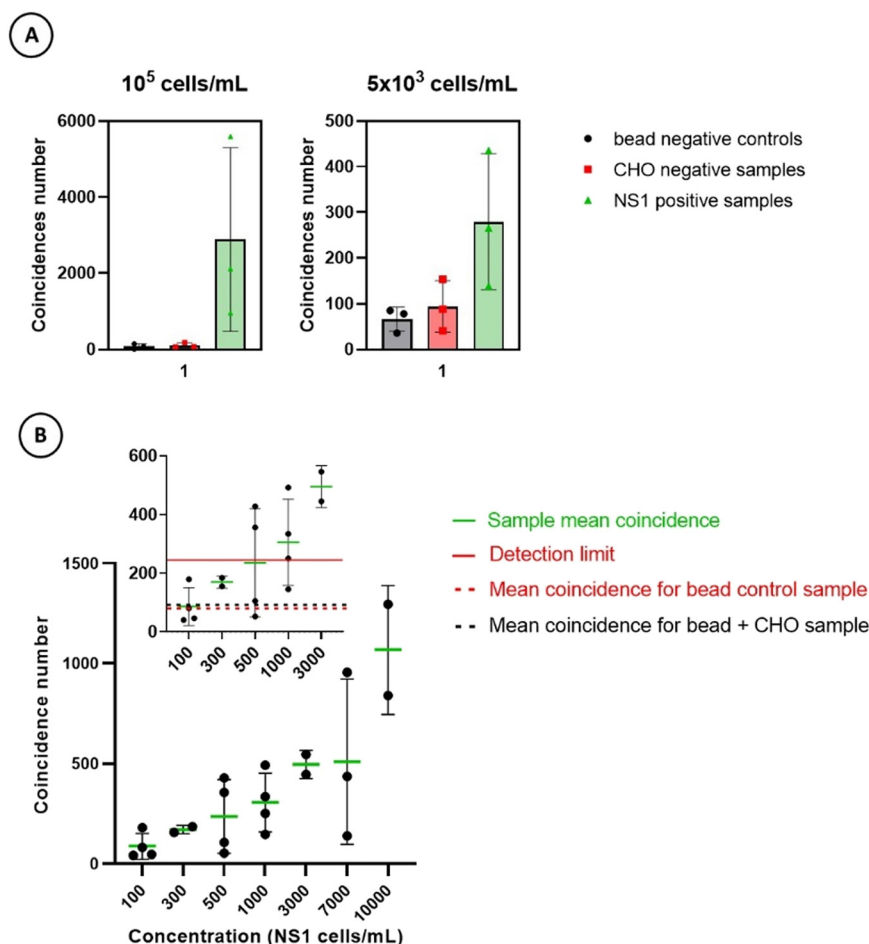 A
10⁵ cells/mL
5x10³ cells/mL
Coincidences number
6000
4000
2000
0
1
Coincidences number
500
400
300
200
100
0
1
bead negative controls
CHO negative samples
NS1 positive samples
B
600
400
200
0
100
300
500
1000
3000
Sample mean coincidence
Detection limit
Mean coincidence for bead control sample
Mean coincidence for bead + CHO sample
Coincidence number
1500
1000
500
0
100
300
500
1000
3000
7000
10000
Concentration (NS1 cells/mL)